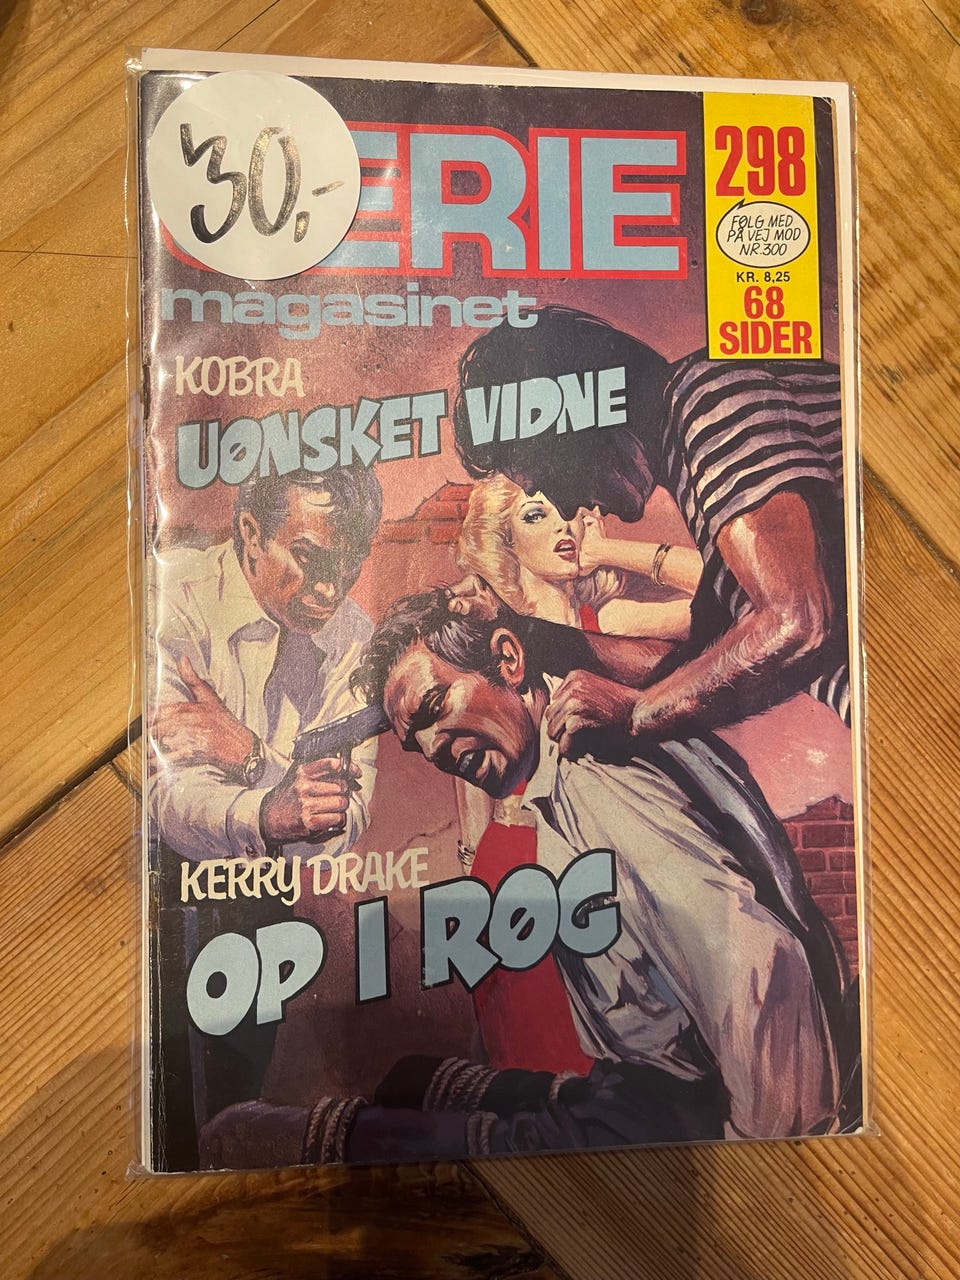 30,-
ERIE
magasinet
298
FØLG MED
PÅ VEJ MOD
NR. 300
KR. 8,25
68
SIDER
KOBRA
UØNSKET VIDNE
KERRY DRAKE
OP I RØG